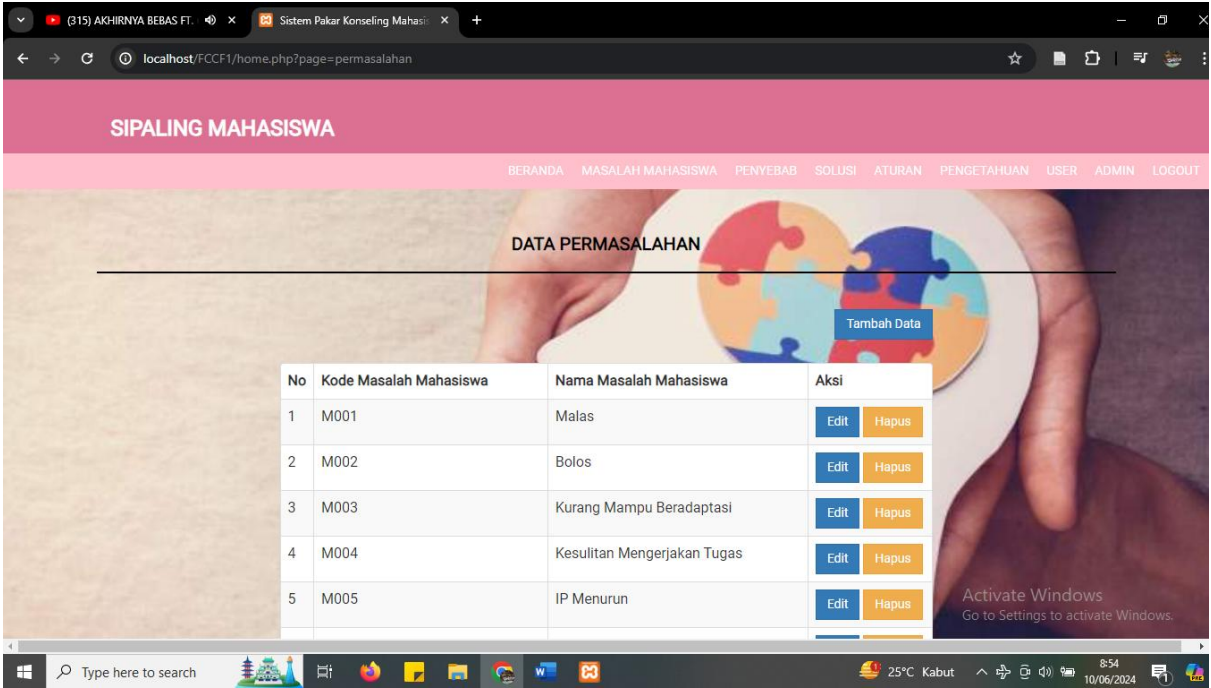 (315) AKHIRNYA BEBAS FT.
Sistem Pakar Konseling Mahasis
localhost/FCCF1/home.php?page=permasalahan
SIPALING MAHASISWA
BERANDA MASALAH MAHASISWA PENYEBAB SOLUSI ATURAN PENGETAHUAN USER ADMIN LOGOUT
DATA PERMASALAHAN
Tambah Data
No Kode Masalah Mahasiswa Nama Masalah Mahasiswa Aksi
1 M001 Malas Edit Hapus
2 M002 Bolos Edit Hapus
3 M003 Kurang Mampu Beradaptasi Edit Hapus
4 M004 Kesulitan Mengerjakan Tugas Edit Hapus
5 M005 IP Menurun Edit Hapus
Activate Windows
Go to Settings to activate Windows.
Type here to search
25°C Kabut
8:54
10/06/2024